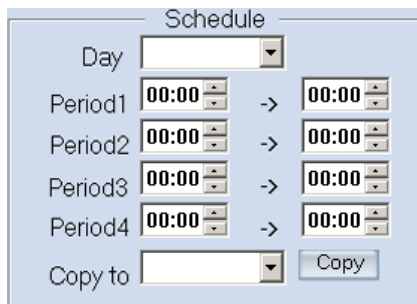 Schedule
Day
Period1 00:00 -> 00:00
Period2 00:00 -> 00:00
Period3 00:00 -> 00:00
Period4 00:00 -> 00:00
Copy to Copy